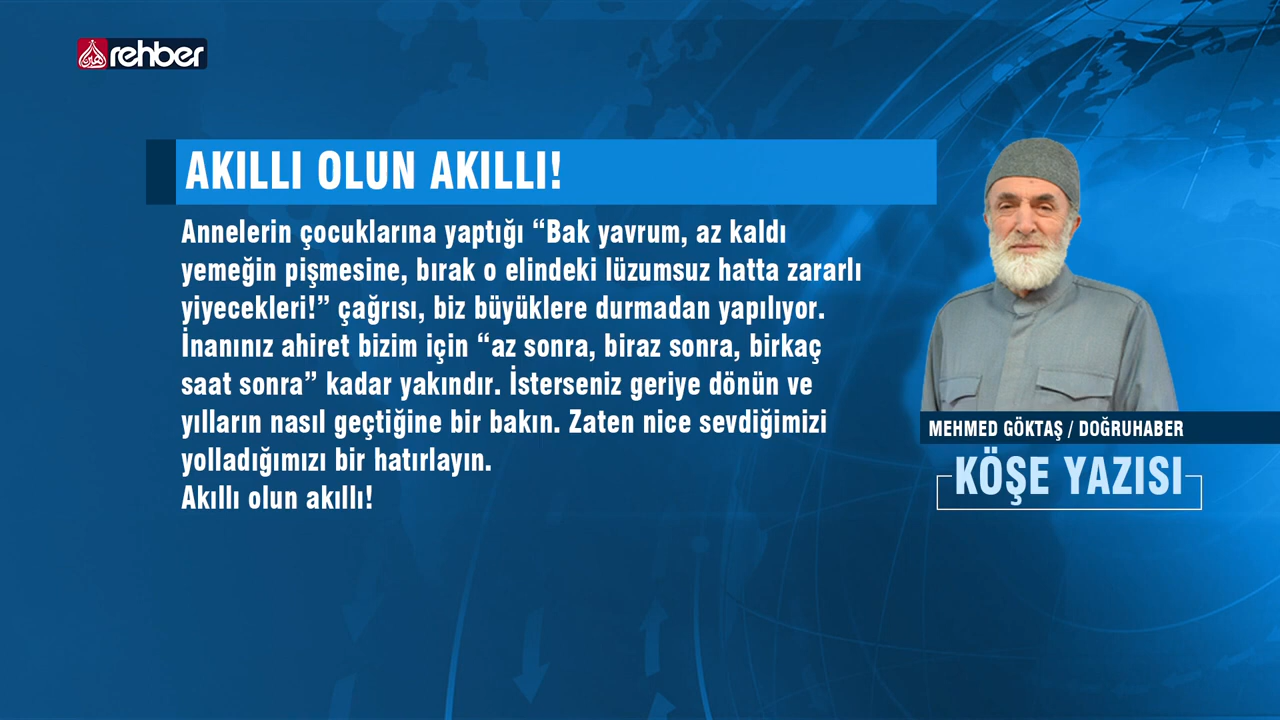 rehber
AKILLI OLUN AKILLI!
Annelerin çocuklarına yaptığı “Bak yavrum, az kaldı
yemeğin pişmesine, bırak o elindeki lüzumsuz hatta zararlı
yiyecekleri!” çağrısı, biz büyüklere durmadan yapılıyor.
İnanınız ahiret bizim için “az sonra, biraz sonra, birkaç
saat sonra” kadar yakındır. İsterseniz geriye dönün ve
yılların nasıl geçtiğine bir bakın. Zaten nice sevdiğimizi
yolladığımızı bir hatırlayın.
Akıllı olun akıllı!
MEHMED GÖKTAŞ / DOĞRUHABER
KÖŞE YAZISI